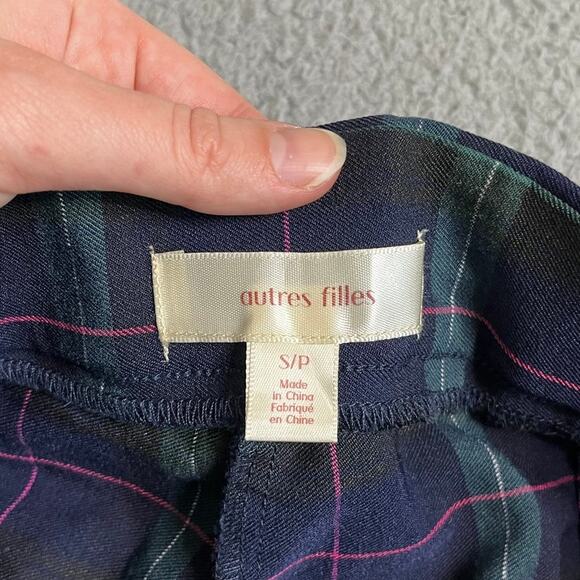 autres filles
S/P
Made
in China
Fabriqué
en Chine